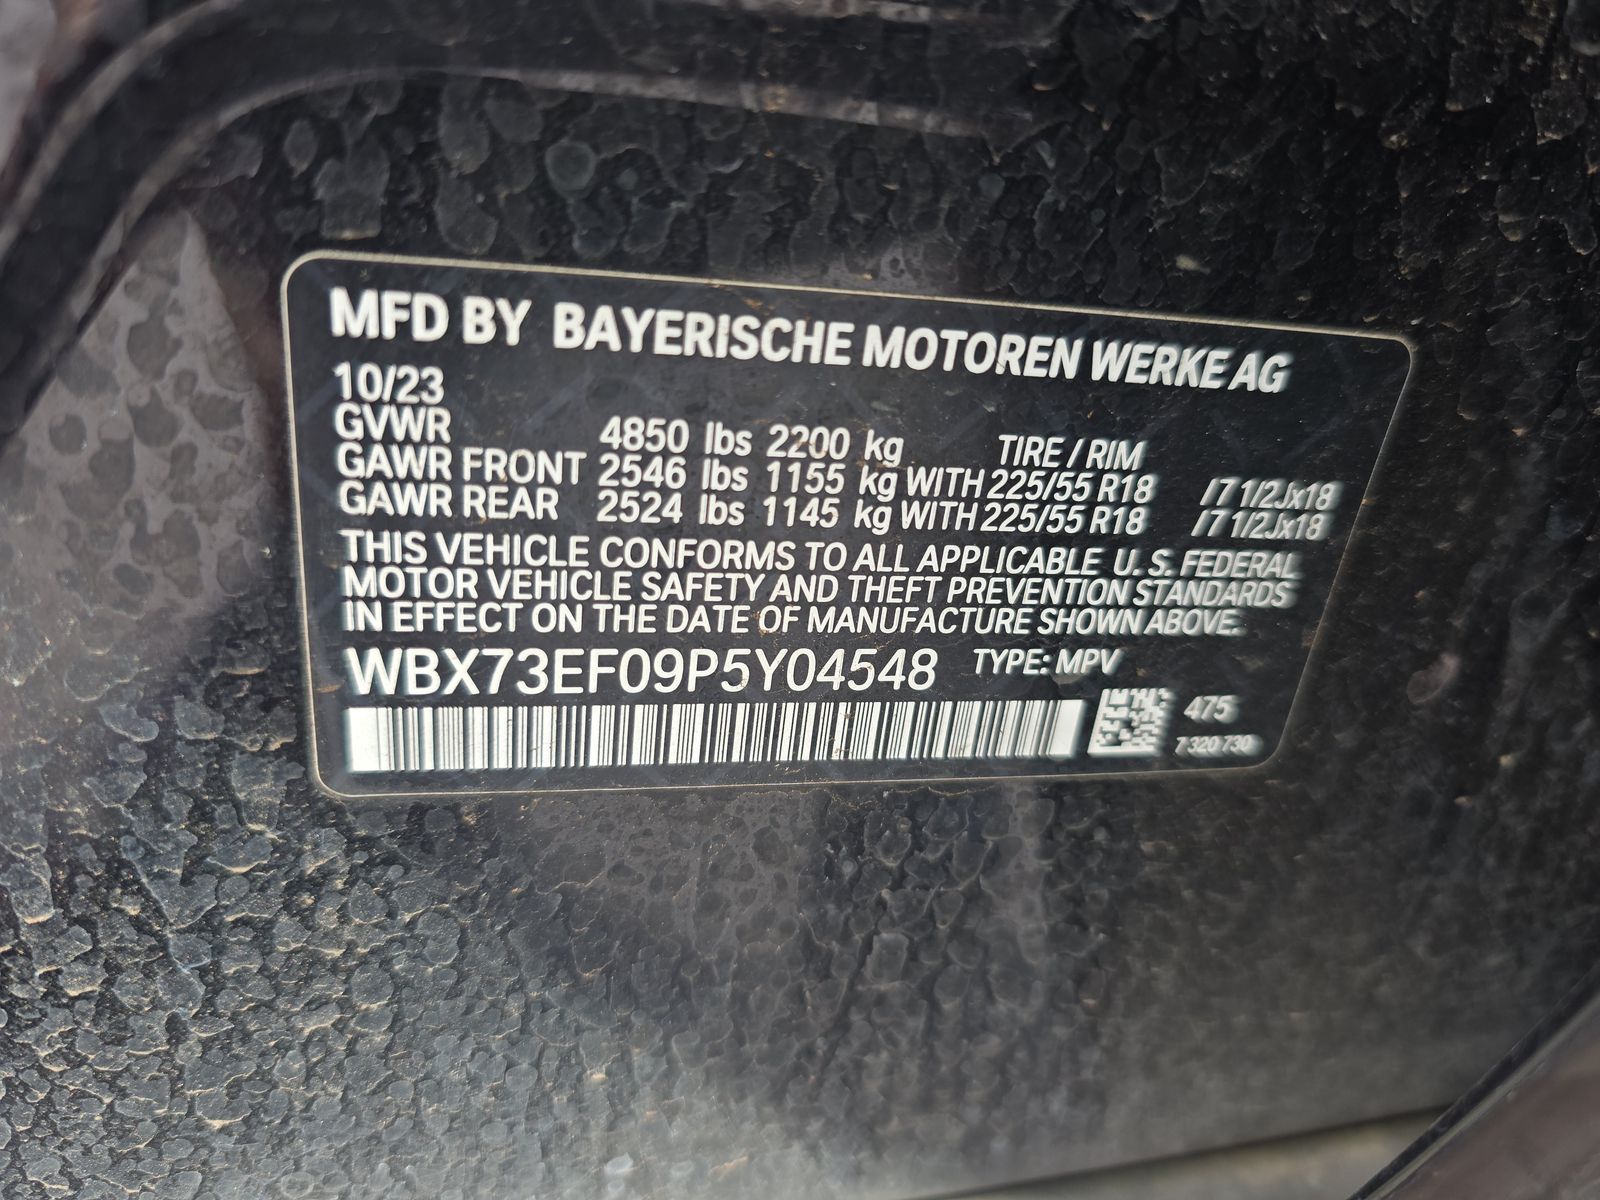 MFD BY BAYERISCHE MOTOREN WERKE AG
10/23
GVWR 4850 lbs 2200 kg TIRE / RIM
GAWR FRONT 2546 lbs 1155 kg WITH 225/55 R18 / 7 1/2Jx18
GAWR REAR 2524 lbs 1145 kg WITH 225/55 R18 / 7 1/2Jx18
THIS VEHICLE CONFORMS TO ALL APPLICABLE U.S. FEDERAL
MOTOR VEHICLE SAFETY AND THEFT PREVENTION STANDARDS
IN EFFECT ON THE DATE OF MANUFACTURE SHOWN ABOVE.
WBX73EF09P5Y04548 TYPE: MPV
475
7 320 730